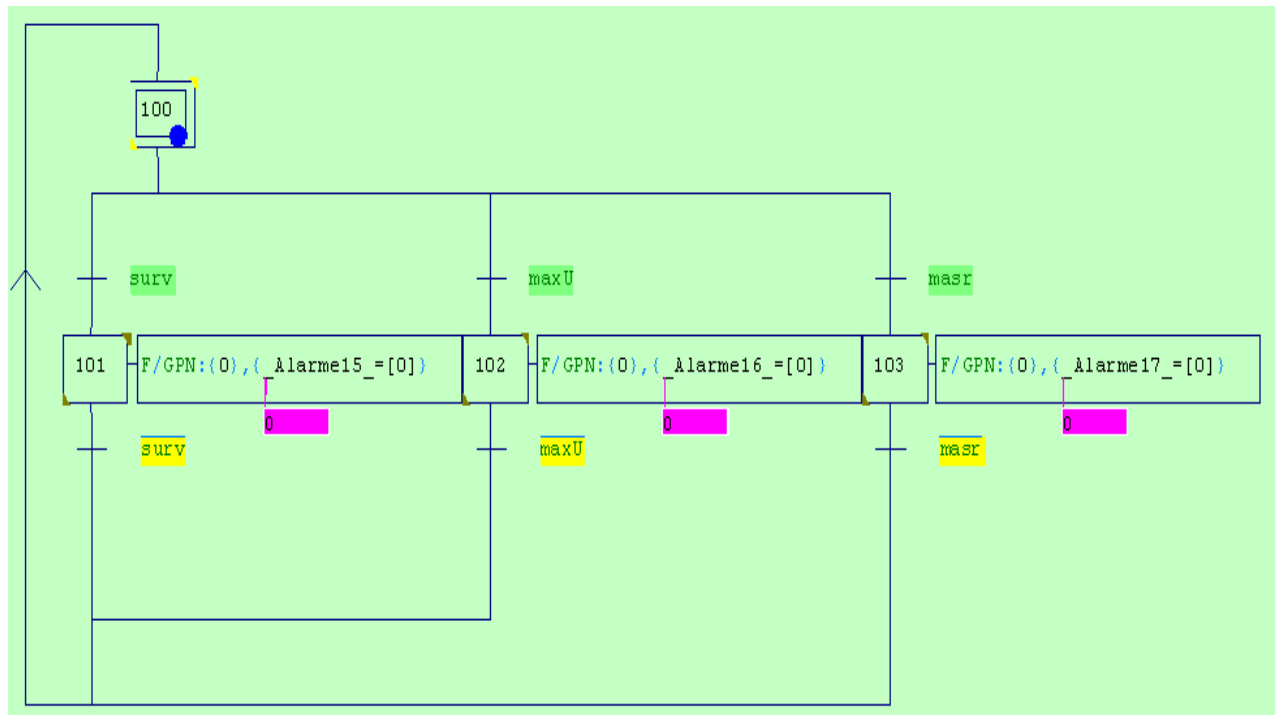 100
surv maxU masr
101 F/GPN:{0},{_Alarme15_=[0]} 102 F/GPN:{0},{_Alarme16_=[0]} 103 F/GPN:{0},{_Alarme17_=[0]}
0 0 0
surv maxU masr